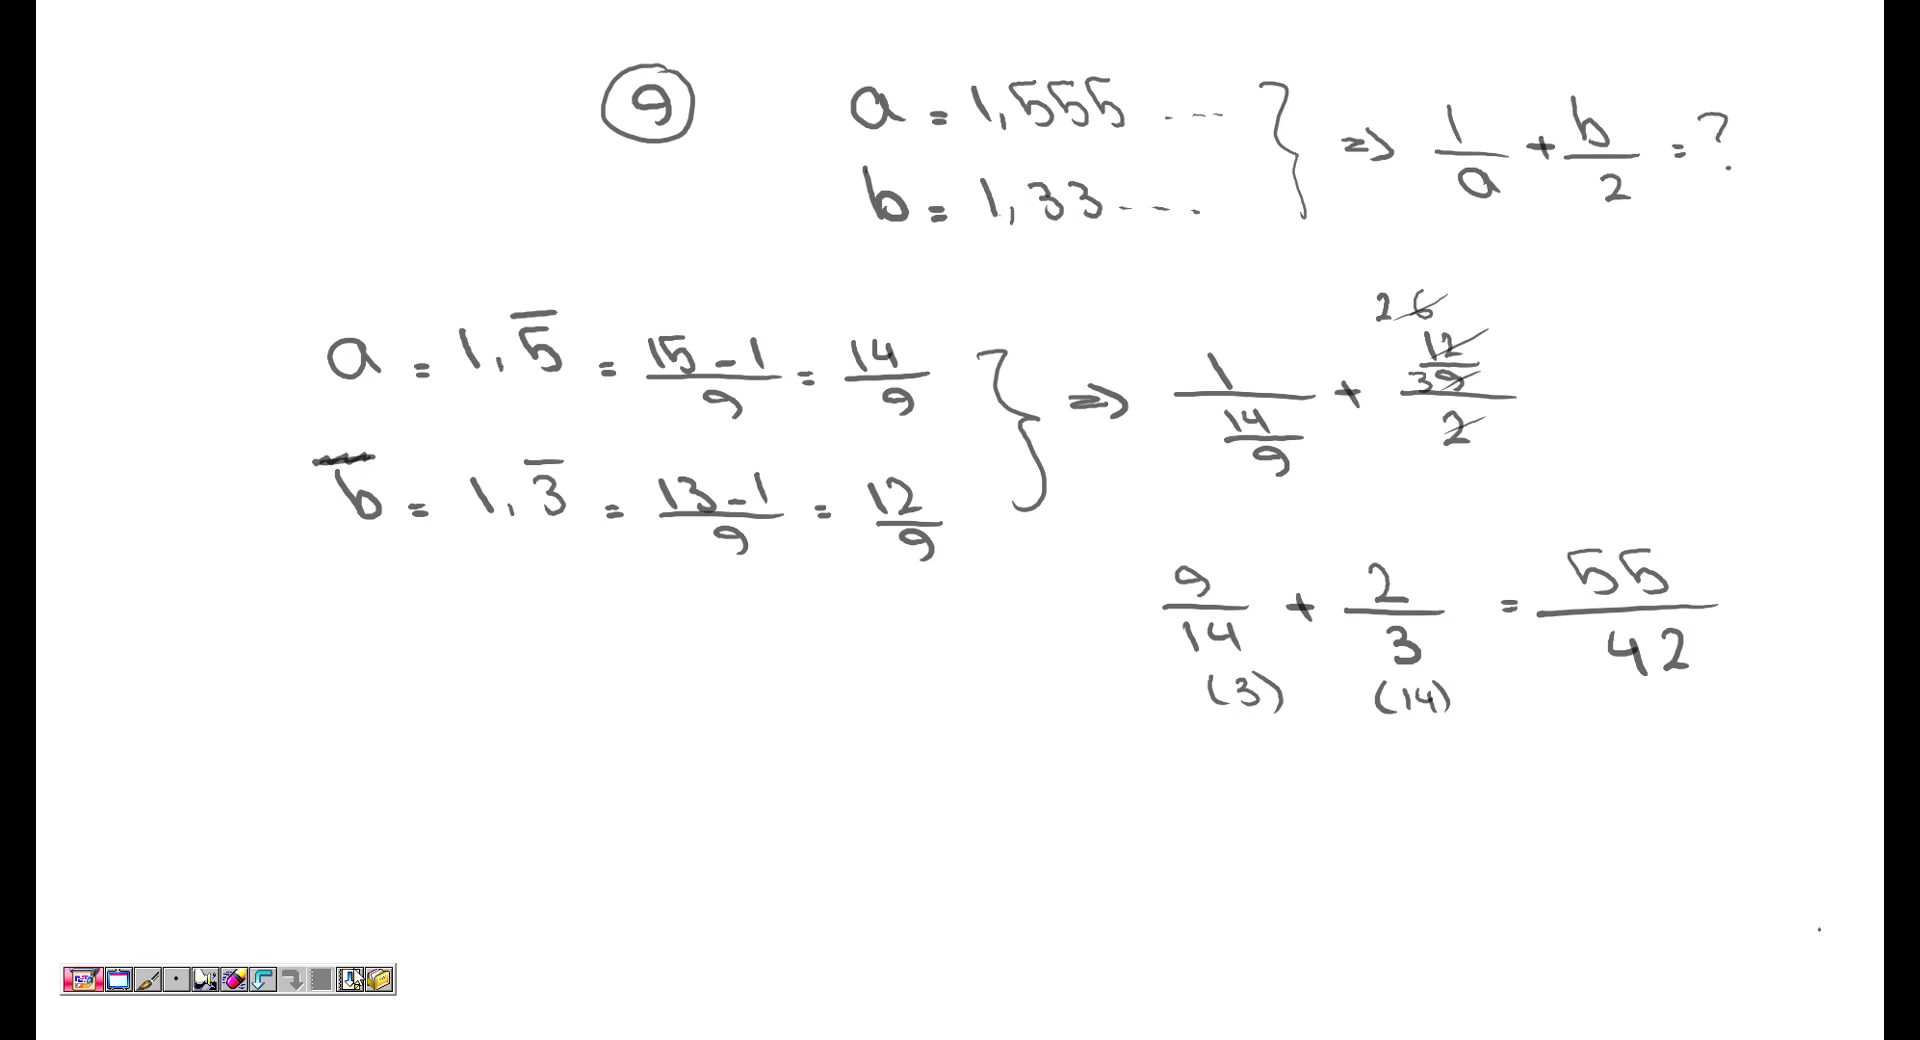 9 a = 1,555 .... } => 1/a + b/2 = ?
b = 1,33 ....
a = 1,5̅ = 15-1/9 = 14/9 } => 1/(14/9) + (12/9)/2
2 6
3
b = 1,3̅ = 13-1/9 = 12/9
9/14 + 2/3 = 55/42
(3) (14)